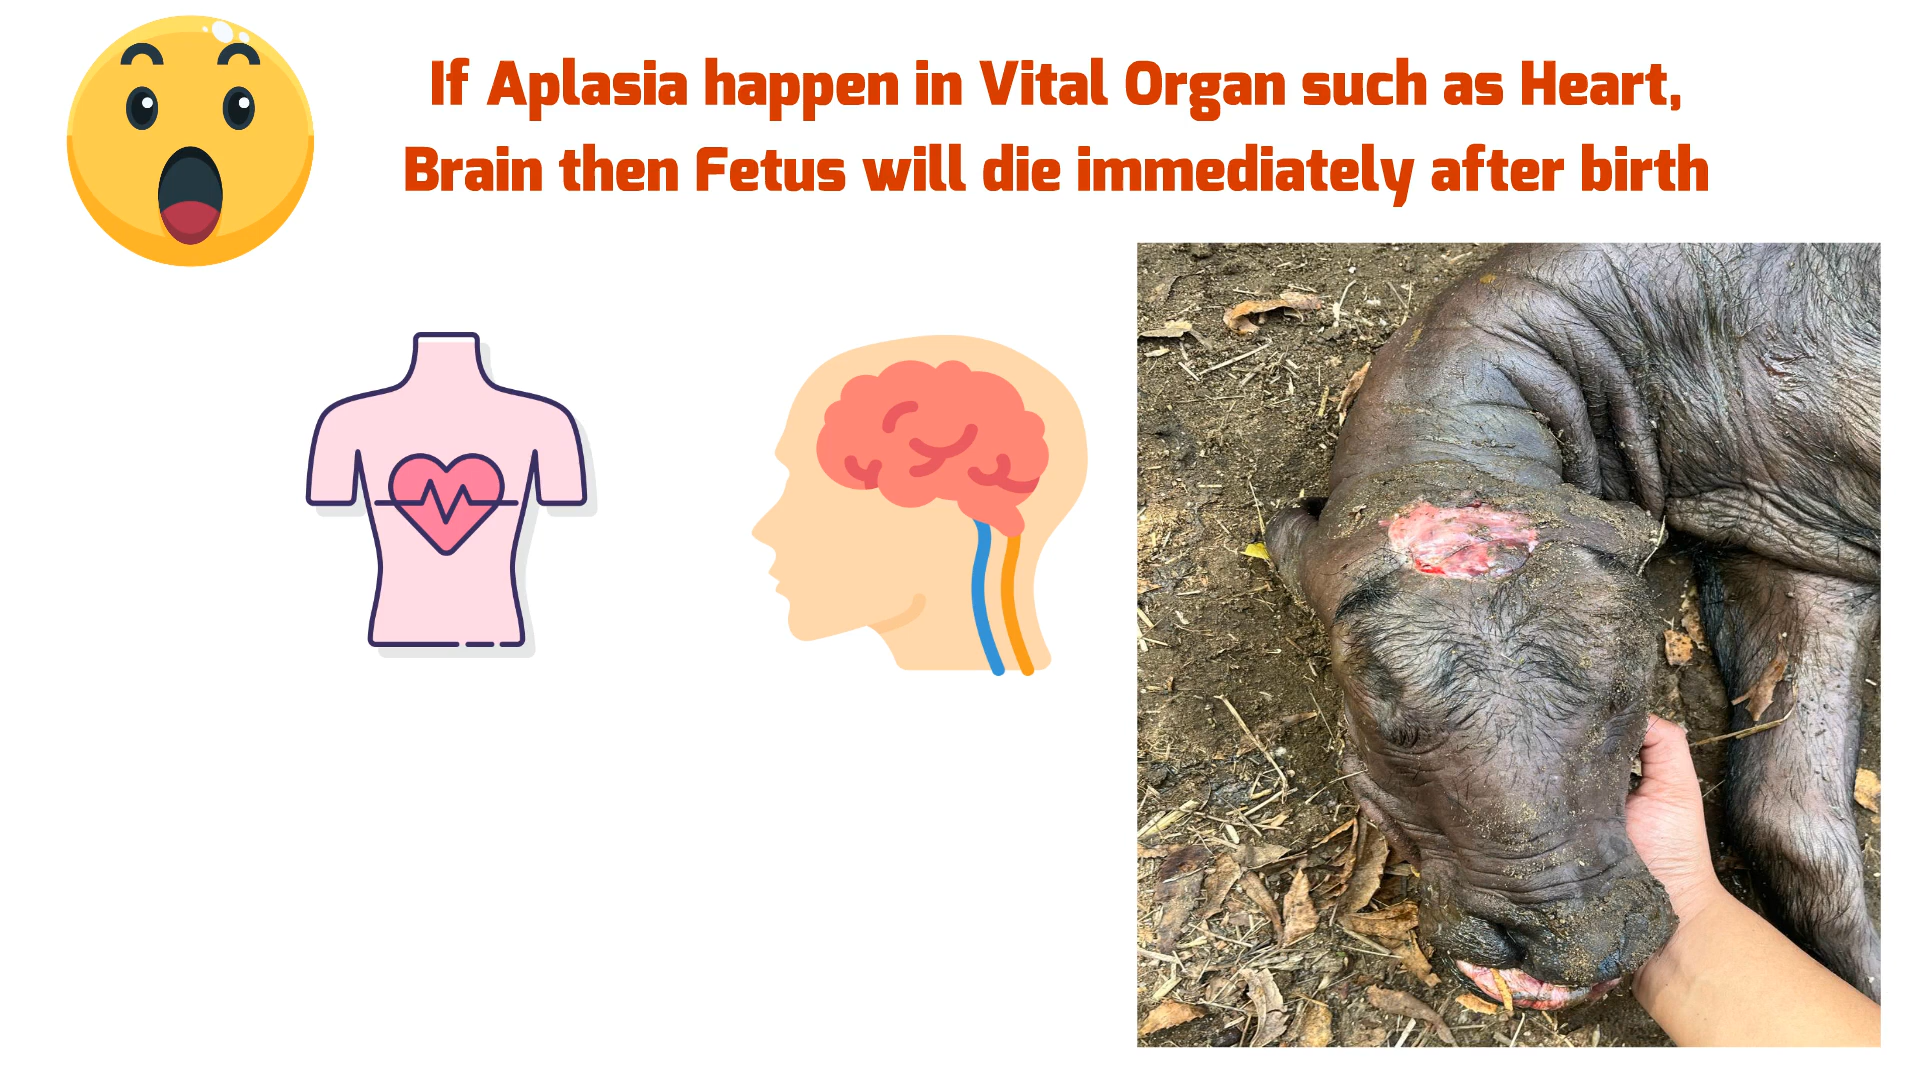 If Aplasia happen in Vital Organ such as Heart,
Brain then Fetus will die immediately after birth